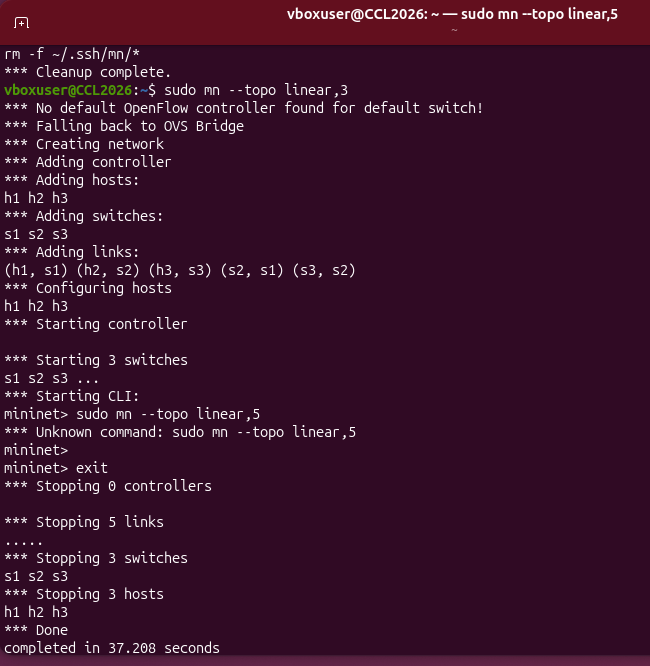 vboxuser@CCL2026: ~ — sudo mn --topo linear,5
~
rm -f ~/.ssh/mn/*
*** Cleanup complete.
vboxuser@CCL2026:~$ sudo mn --topo linear,3
*** No default OpenFlow controller found for default switch!
*** Falling back to OVS Bridge
*** Creating network
*** Adding controller
*** Adding hosts:
h1 h2 h3
*** Adding switches:
s1 s2 s3
*** Adding links:
(h1, s1) (h2, s2) (h3, s3) (s2, s1) (s3, s2)
*** Configuring hosts
h1 h2 h3
*** Starting controller

*** Starting 3 switches
s1 s2 s3 ...
*** Starting CLI:
mininet> sudo mn --topo linear,5
*** Unknown command: sudo mn --topo linear,5
mininet>
mininet> exit
*** Stopping 0 controllers

*** Stopping 5 links
.....
*** Stopping 3 switches
s1 s2 s3
*** Stopping 3 hosts
h1 h2 h3
*** Done
completed in 37.208 seconds